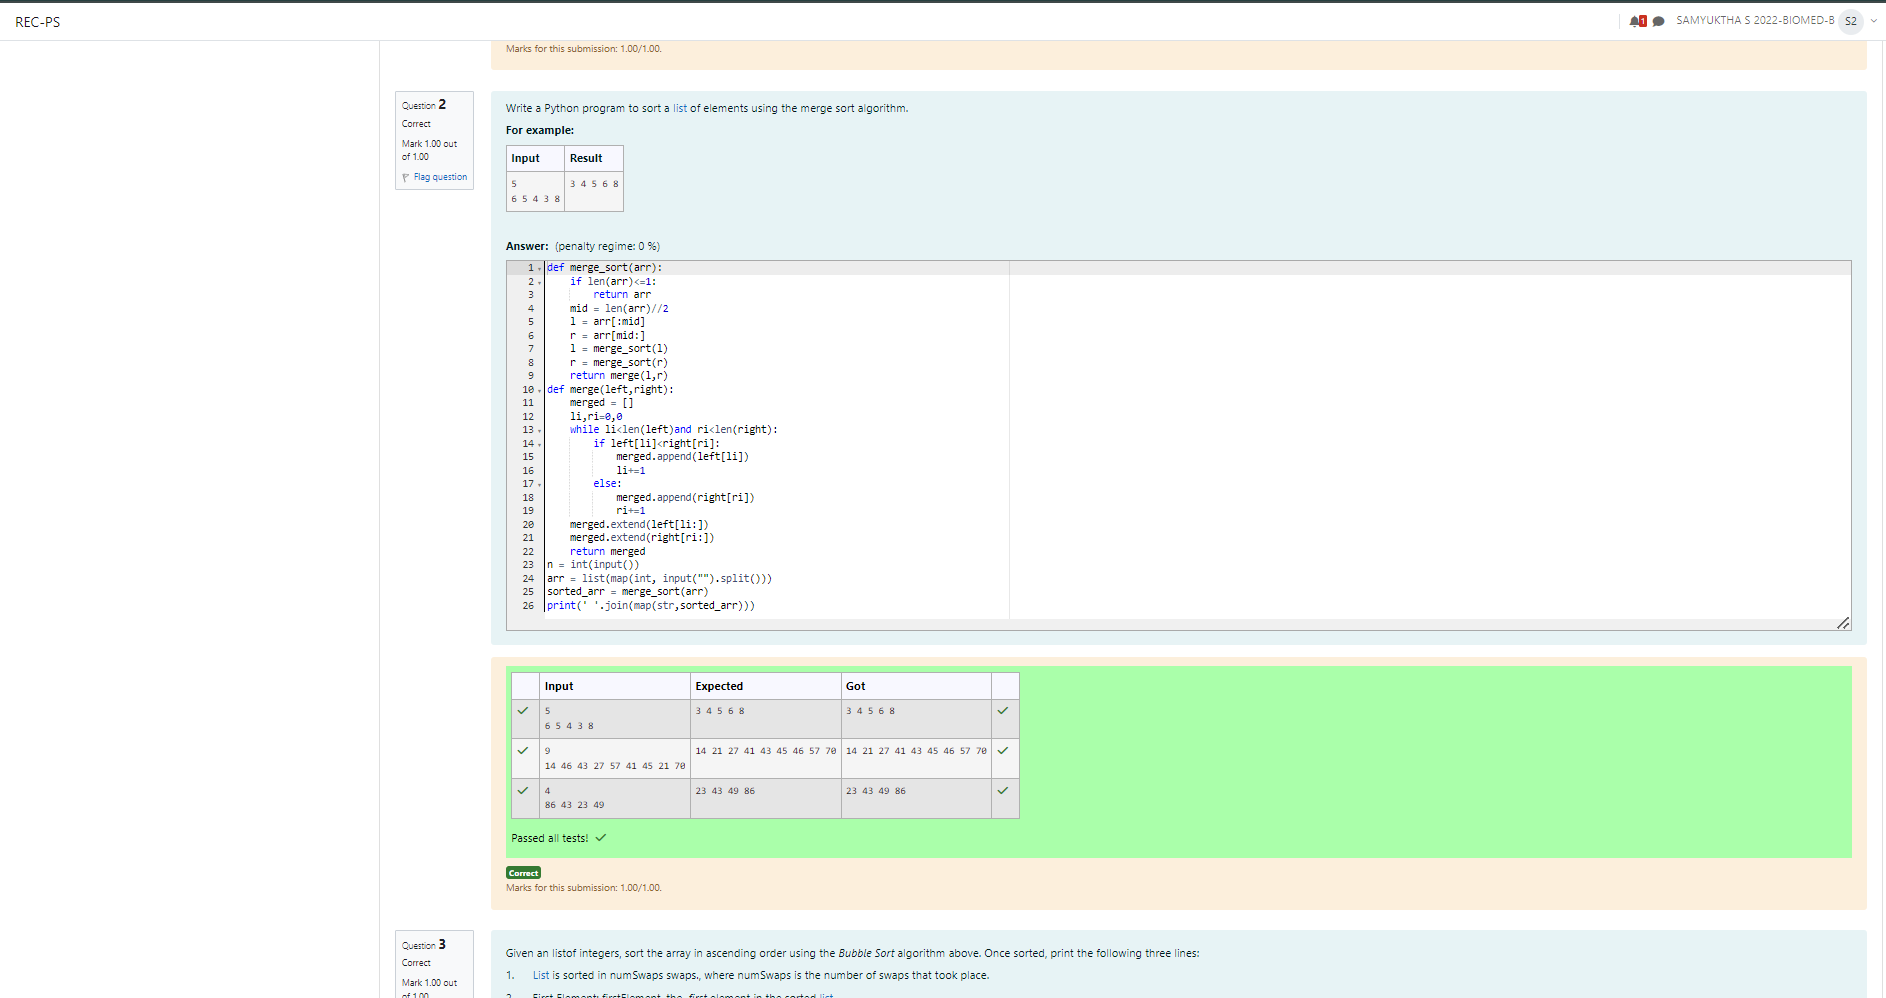 REC-PS
1
SAMYUKTHA S 2022-BIOMED-B S2
Marks for this submission: 1.00/1.00.
Question 2
Correct
Mark 1.00 out
of 1.00
Flag question
Write a Python program to sort a list of elements using the merge sort algorithm.
For example:
Input Result
5 3 4 5 6 8
6 5 4 3 8
Answer: (penalty regime: 0 %)
1 def merge_sort(arr):
2 if len(arr)<=1:
3 return arr
4 mid = len(arr)//2
5 l = arr[:mid]
6 r = arr[mid:]
7 l = merge_sort(l)
8 r = merge_sort(r)
9 return merge(l,r)
10 def merge(left,right):
11 merged = []
12 li,ri=0,0
13 while li<len(left)and ri<len(right):
14 if left[li]<right[ri]:
15 merged.append(left[li])
16 li+=1
17 else:
18 merged.append(right[ri])
19 ri+=1
20 merged.extend(left[li:])
21 merged.extend(right[ri:])
22 return merged
23 n = int(input())
24 arr = list(map(int, input("").split()))
25 sorted_arr = merge_sort(arr)
26 print(' '.join(map(str,sorted_arr)))
Input Expected Got
5 3 4 5 6 8 3 4 5 6 8
6 5 4 3 8
9 14 21 27 41 43 45 46 57 70 14 21 27 41 43 45 46 57 70
14 46 43 27 57 41 45 21 70
4 23 43 49 86 23 43 49 86
86 43 23 49
Passed all tests!
Correct
Marks for this submission: 1.00/1.00.
Question 3
Correct
Mark 1.00 out
of 1.00
Given an listof integers, sort the array in ascending order using the Bubble Sort algorithm above. Once sorted, print the following three lines:
1. List is sorted in numSwaps swaps., where numSwaps is the number of swaps that took place.
2. First Element: firstElement, the first element in the sorted list.